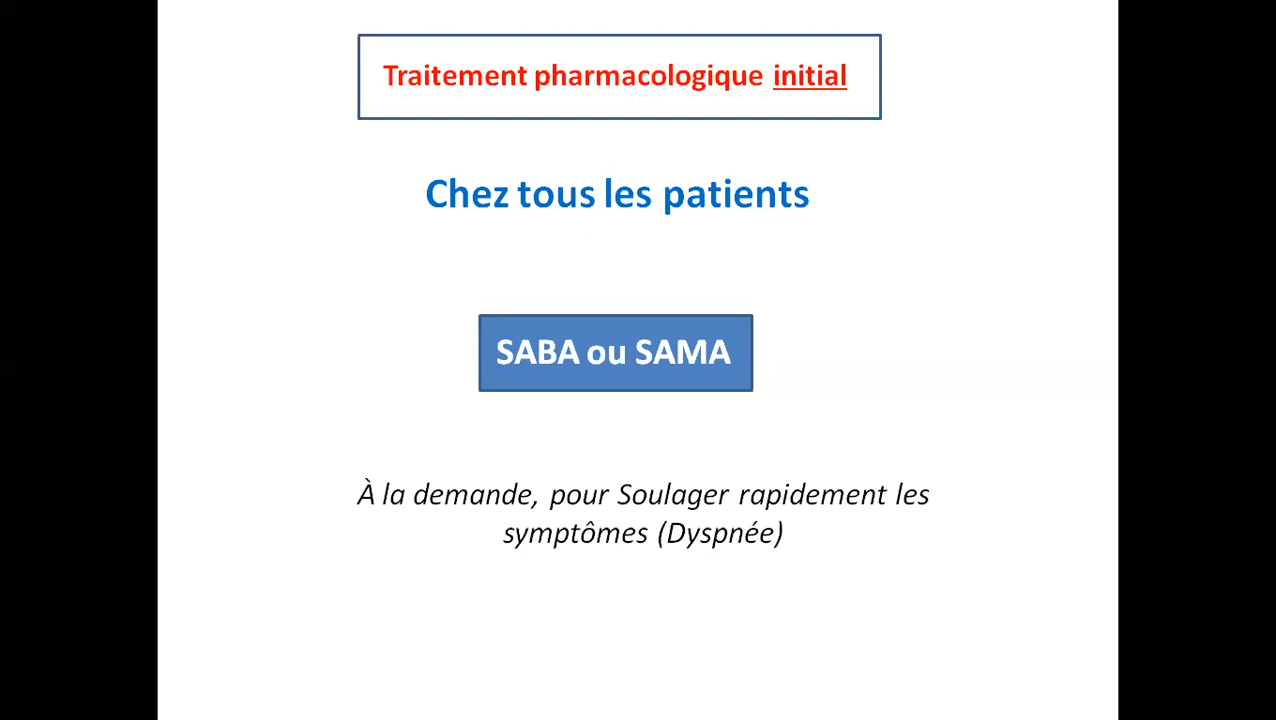 Traitement pharmacologique initial
Chez tous les patients
SABA ou SAMA
À la demande, pour Soulager rapidement les
symptômes (Dyspnée)